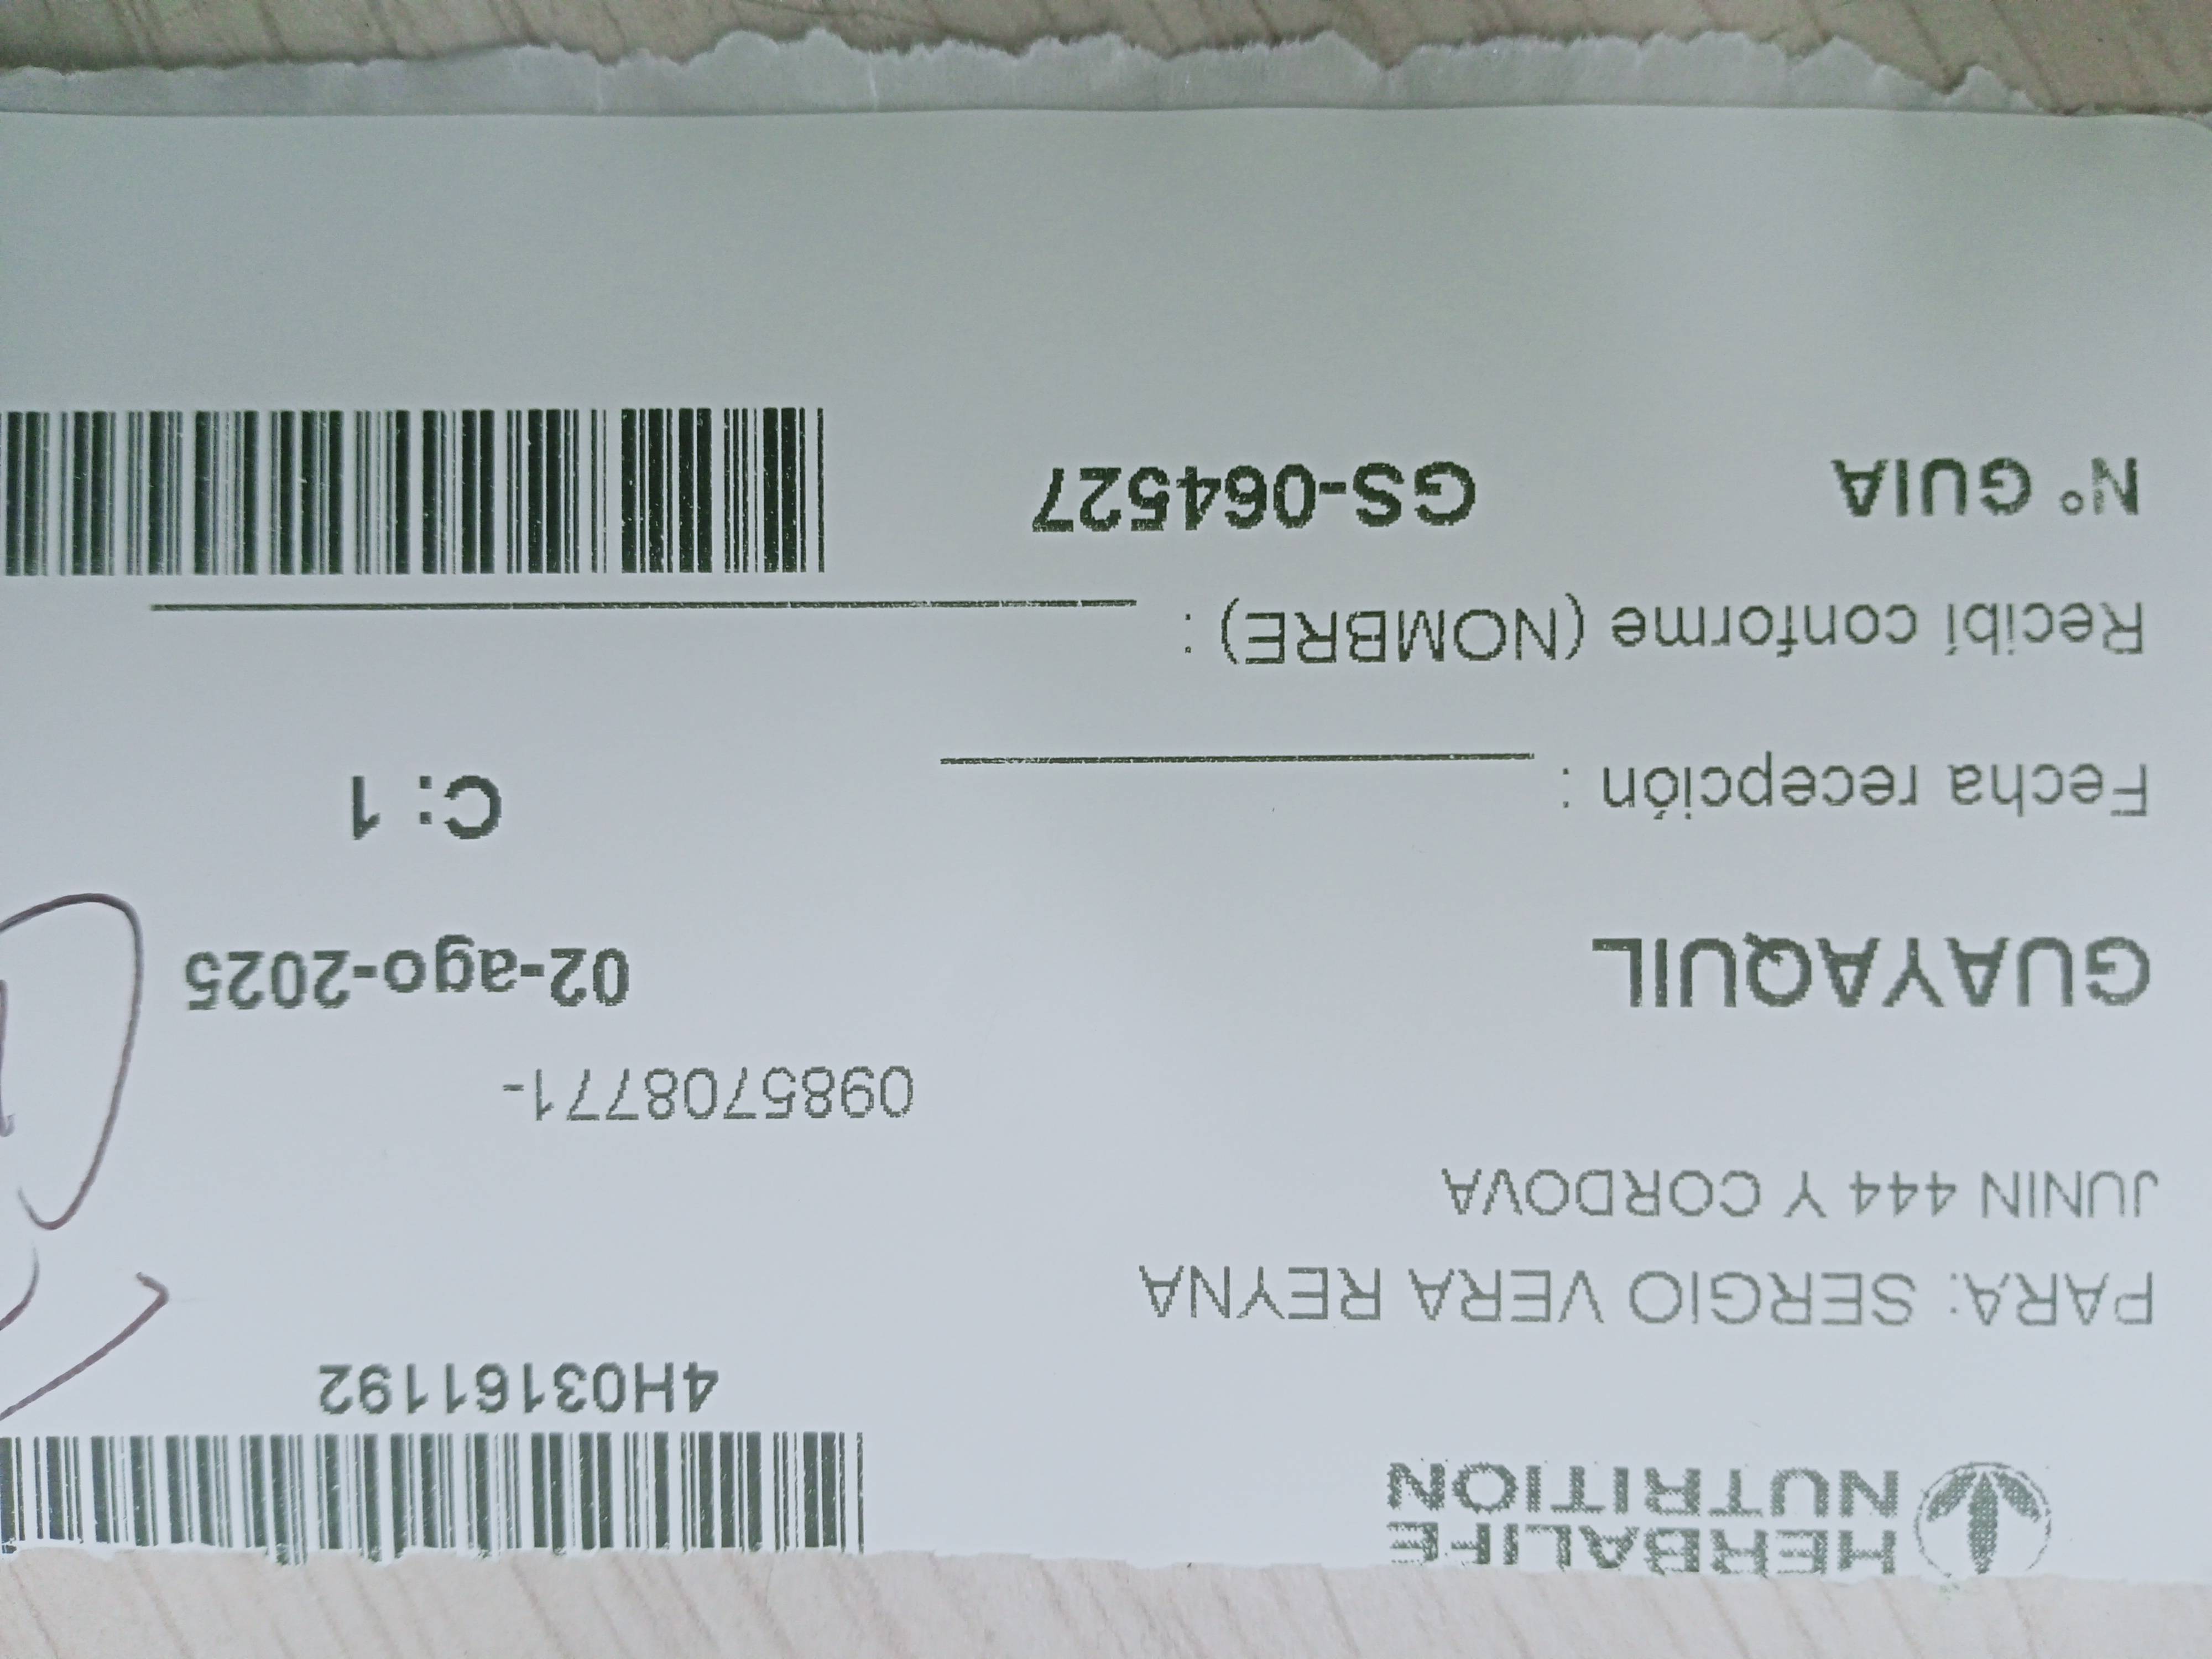 HERBALIFE
NUTRITION
4H03161192
PARA: SERGIO VERA REYNA
JUNIN 444 Y CORDOVA
0985708771-
GUAYAQUIL
02-ago-2025
C: 1
Fecha recepción :
Recibí conforme (NOMBRE) :
N° GUIA
GS-064527